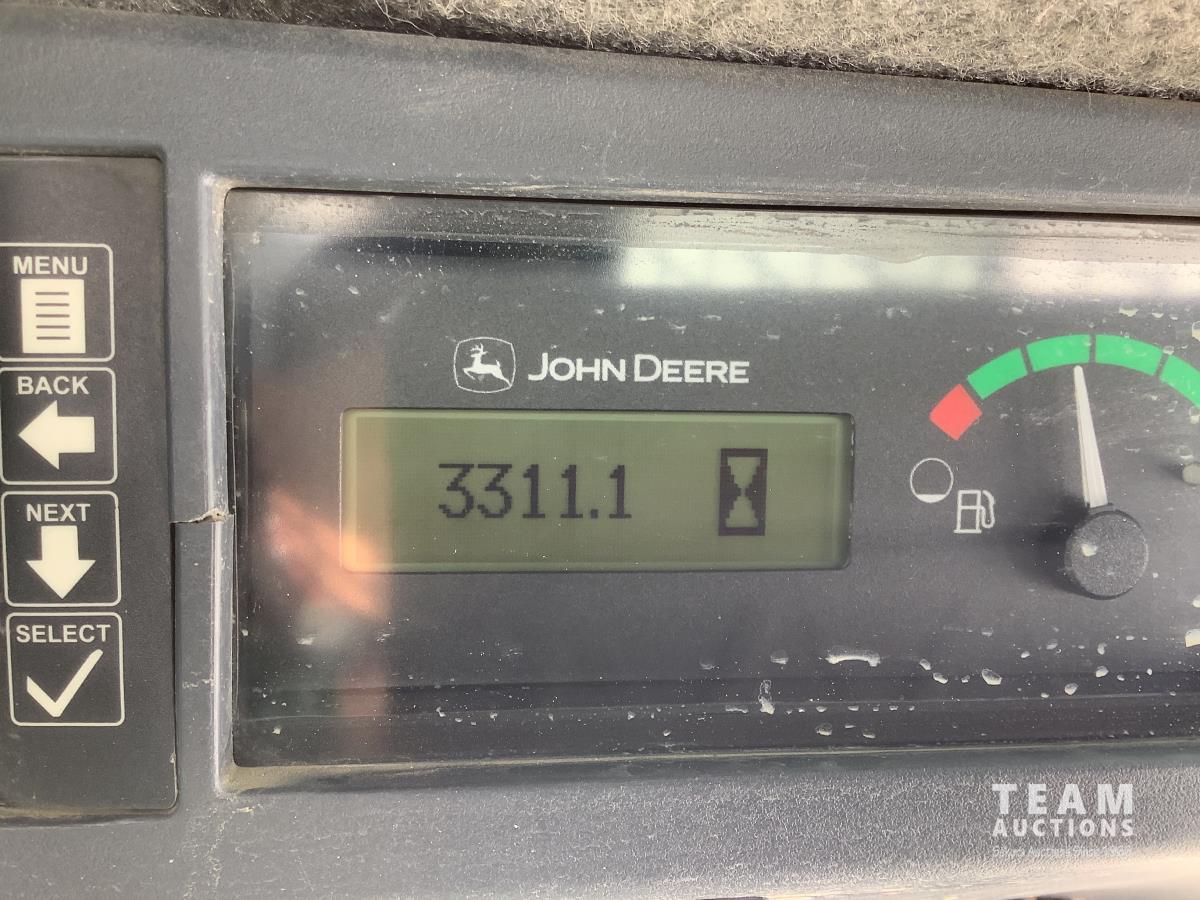 MENU
BACK
NEXT
SELECT
JOHN DEERE
3311.1
TEAM
AUCTIONS